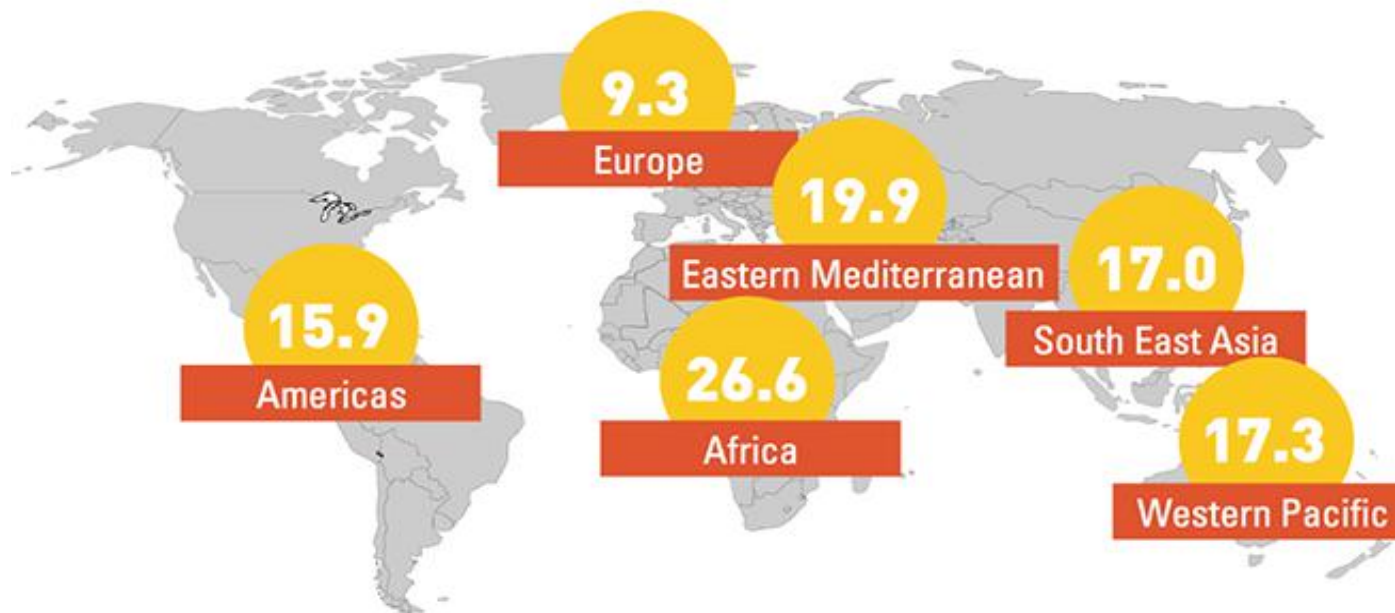 9.3
Europe
19.9
Eastern Mediterranean
17.0
South East Asia
15.9
Americas
26.6
Africa
17.3
Western Pacific